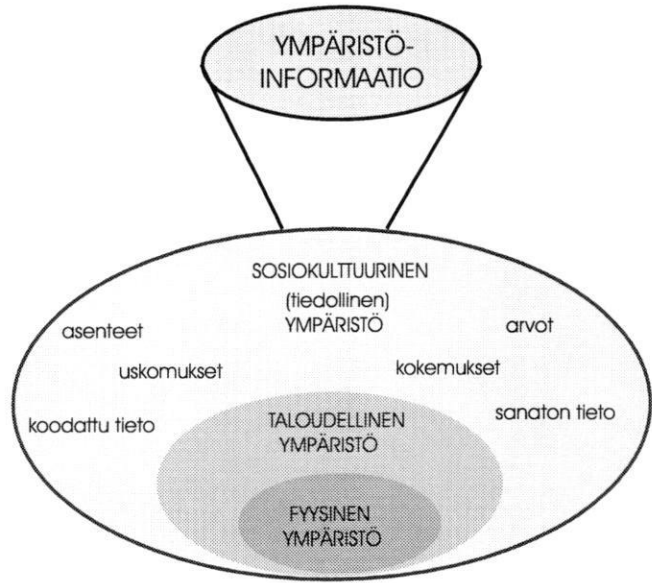 YMPÄRISTÖ-
INFORMAATIO
SOSIOKULTTUURINEN
(tiedollinen)
YMPÄRISTÖ
asenteet
arvot
uskomukset
kokemukset
koodattu tieto
sanaton tieto
TALOUDELLINEN
YMPÄRISTÖ
FYYSINEN
YMPÄRISTÖ